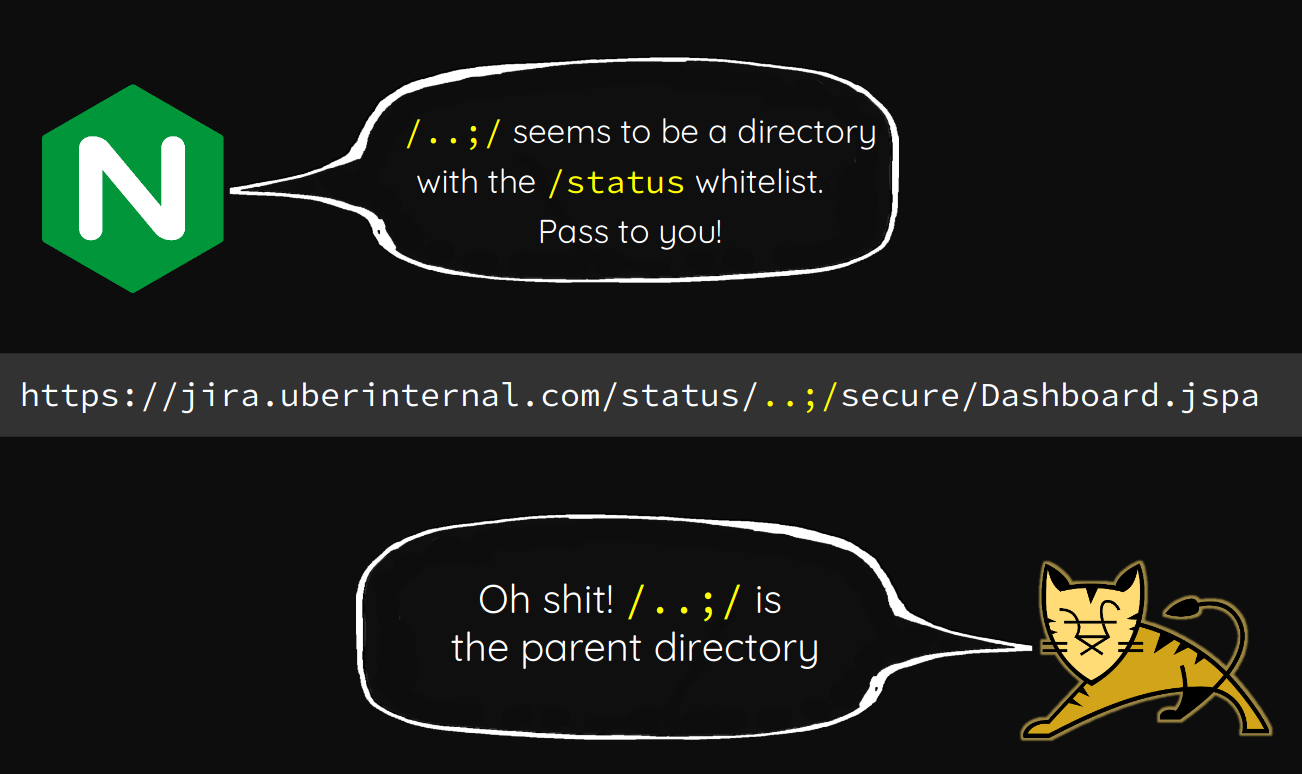 N
/..;/ seems to be a directory
with the /status whitelist.
Pass to you!
https://jira.uberinternal.com/status/..;/secure/Dashboard.jspa
Oh shit! /..;/ is
the parent directory